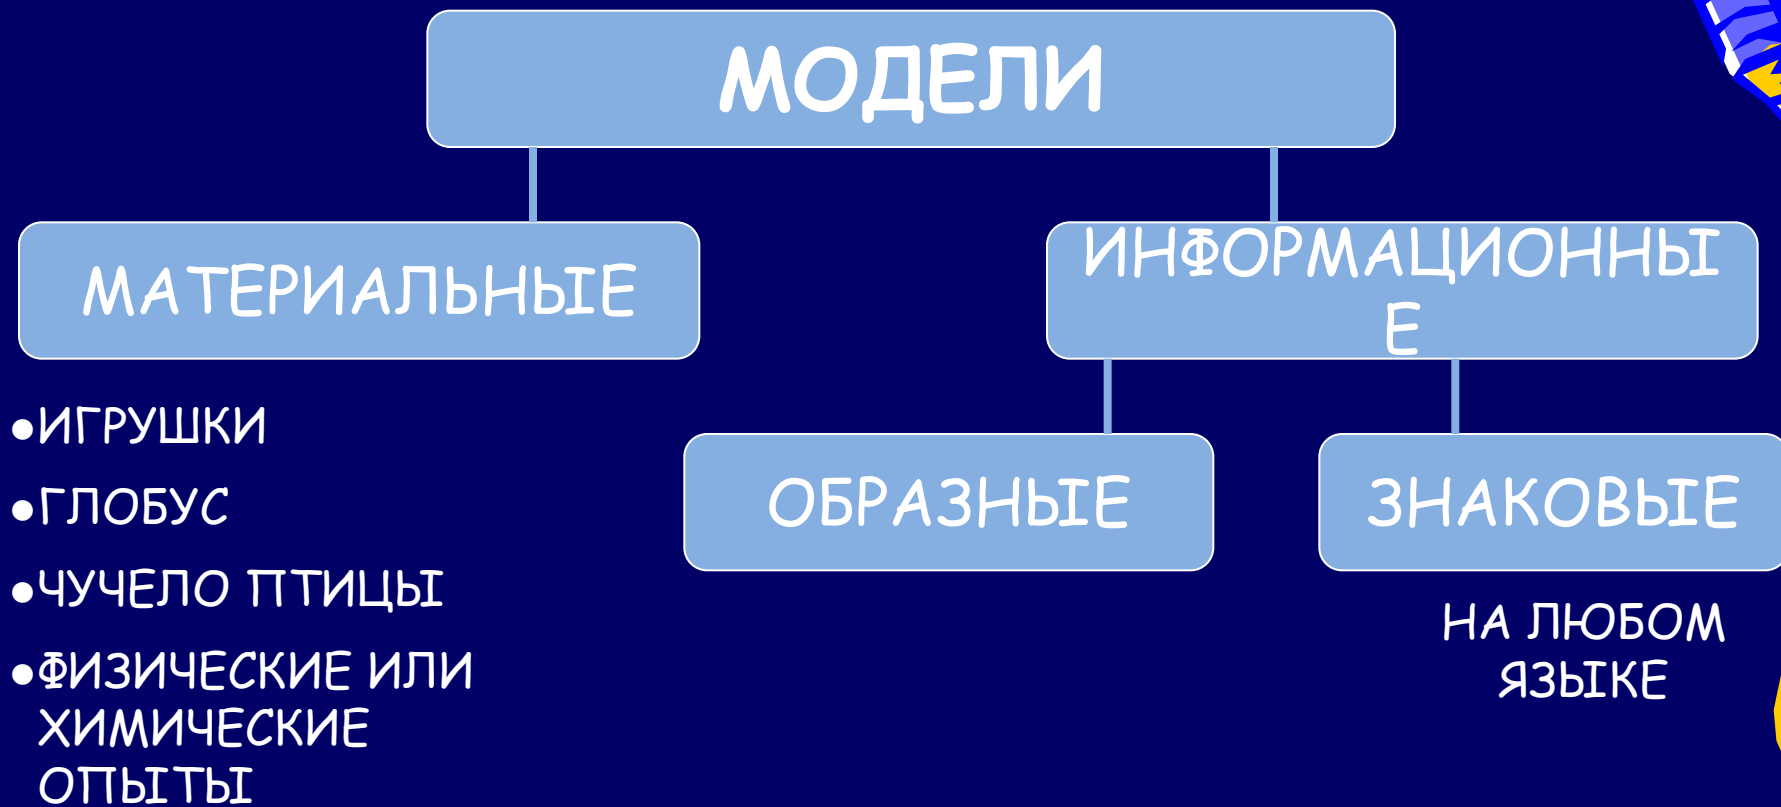 МОДЕЛИ
МАТЕРИАЛЬНЫЕ
ИНФОРМАЦИОННЫ
Е
●ИГРУШКИ
●ГЛОБУС
●ЧУЧЕЛО ПТИЦЫ
●ФИЗИЧЕСКИЕ ИЛИ
ХИМИЧЕСКИЕ
ОПЫТЫ
ОБРАЗНЫЕ
ЗНАКОВЫЕ
НА ЛЮБОМ
ЯЗЫКЕ